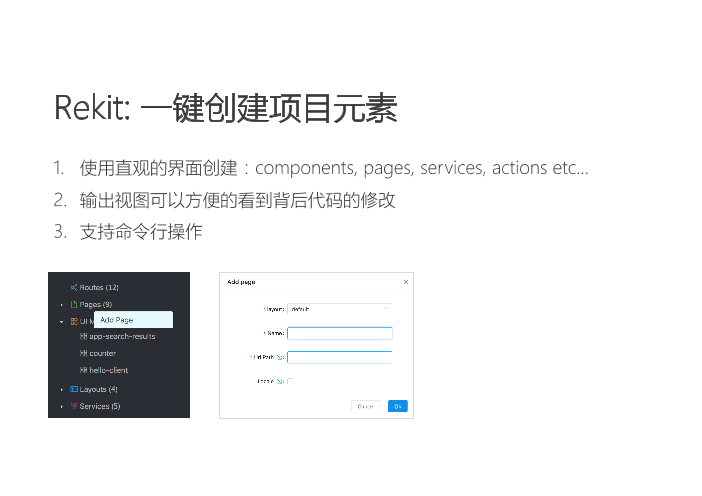 Rekit: 一键创建项目元素
1. 使用直观的界面创建：components, pages, services, actions etc...
2. 输出视图可以方便的看到背后代码的修改
3. 支持命令行操作
Routes (12)
Pages (9)
Add Page
UI M
app-search-results
counter
hello-client
Layouts (4)
Services (5)
Add page
* layout: default
* Name:
* Url Path :
Locale :
Cancel Ok